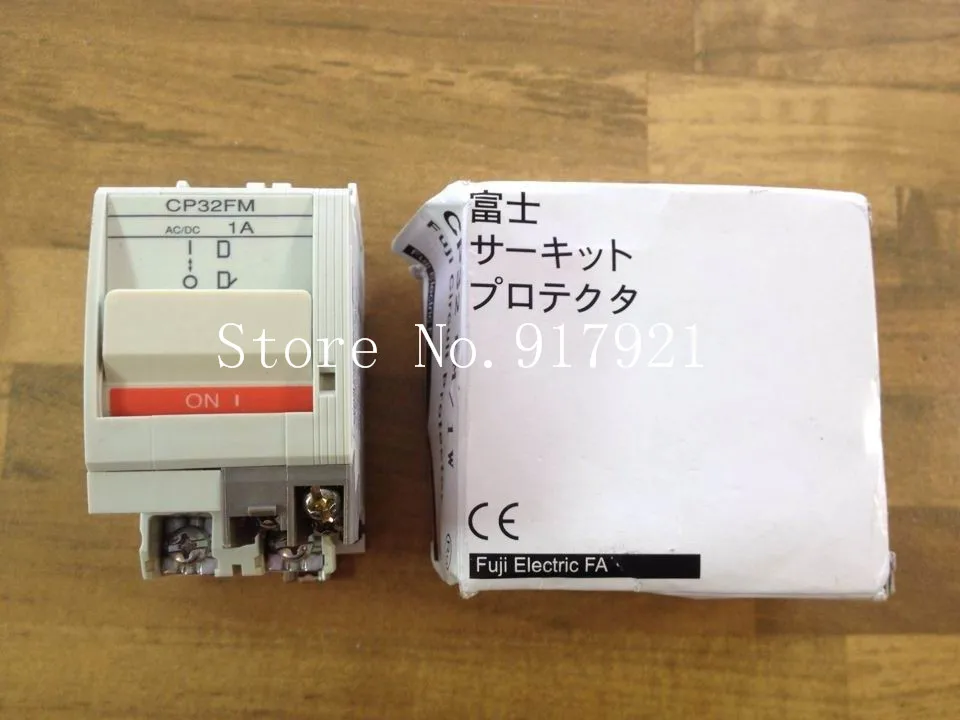 CP32FM
AC/DC 1A
ON I
富士
サーキット
プロテクタ
CE
Fuji Electric FA
Store No.917921